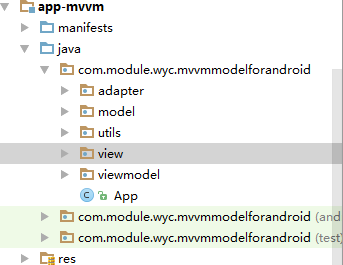 app-mvvm
manifests
java
com.module.wyc.mvvmmodelforandroid
adapter
model
utils
view
viewmodel
C App
com.module.wyc.mvvmmodelforandroid (and
com.module.wyc.mvvmmodelforandroid (test)
res